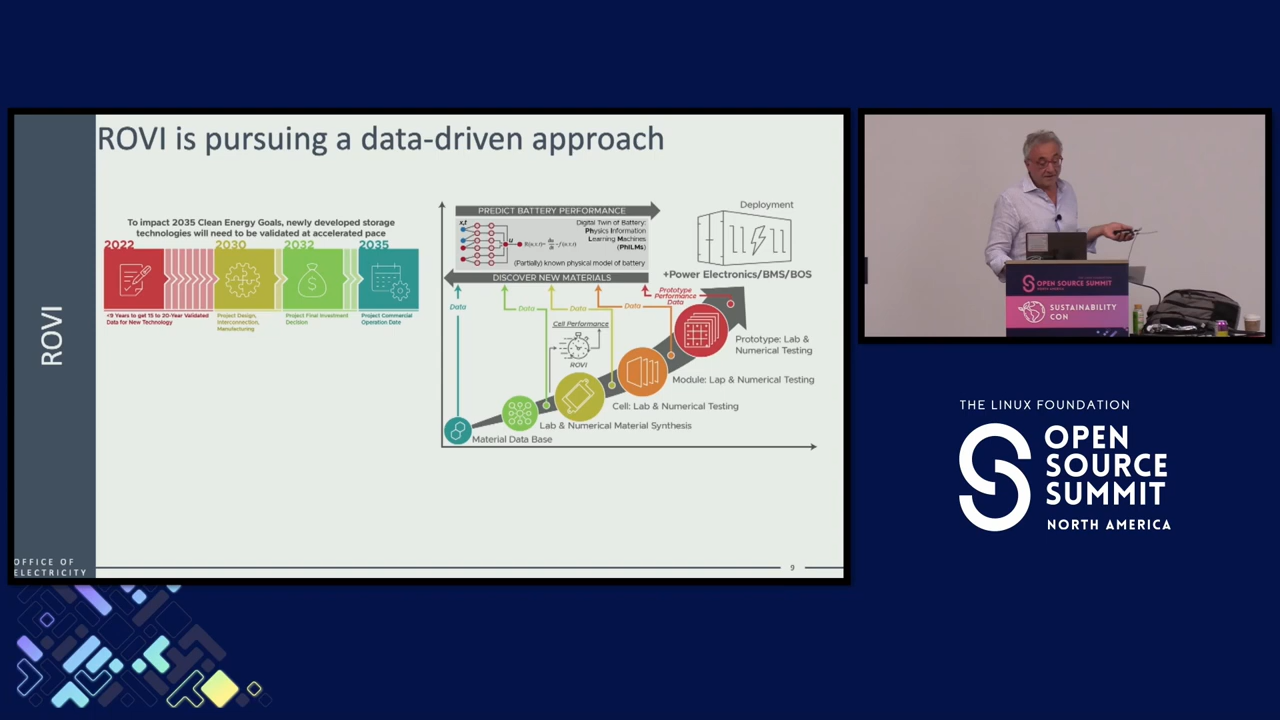 ROVI is pursuing a data-driven approach
ROVI
OFFICE OF
ELECTRICITY
To impact 2035 Clean Energy Goals, newly developed storage
technologies will need to be validated at accelerated pace
2022
2030
2032
2035
<9 Years to get 15 to 20-Year Validated
Data for New Technology
Project Design,
Interconnection,
Manufacturing
Project Final Investment
Decision
Project Commercial
Operation Date
PREDICT BATTERY PERFORMANCE
x,t
u
Digital Twin of Battery:
Physics Information
Learning Machines
(PhILMs)
(Partially) known physical model of battery
DISCOVER NEW MATERIALS
Deployment
+Power Electronics/BMS/BOS
Prototype
Performance
Data
Data
Data
Data
Data
Cell Performance
ROVI
Prototype: Lab &
Numerical Testing
Module: Lap & Numerical Testing
Cell: Lab & Numerical Testing
Lab & Numerical Material Synthesis
Material Data Base
9
OPEN SOURCE SUMMIT
SUSTAINABILITY
CON
THE LINUX FOUNDATION
OPEN
SOURCE
SUMMIT
NORTH AMERICA